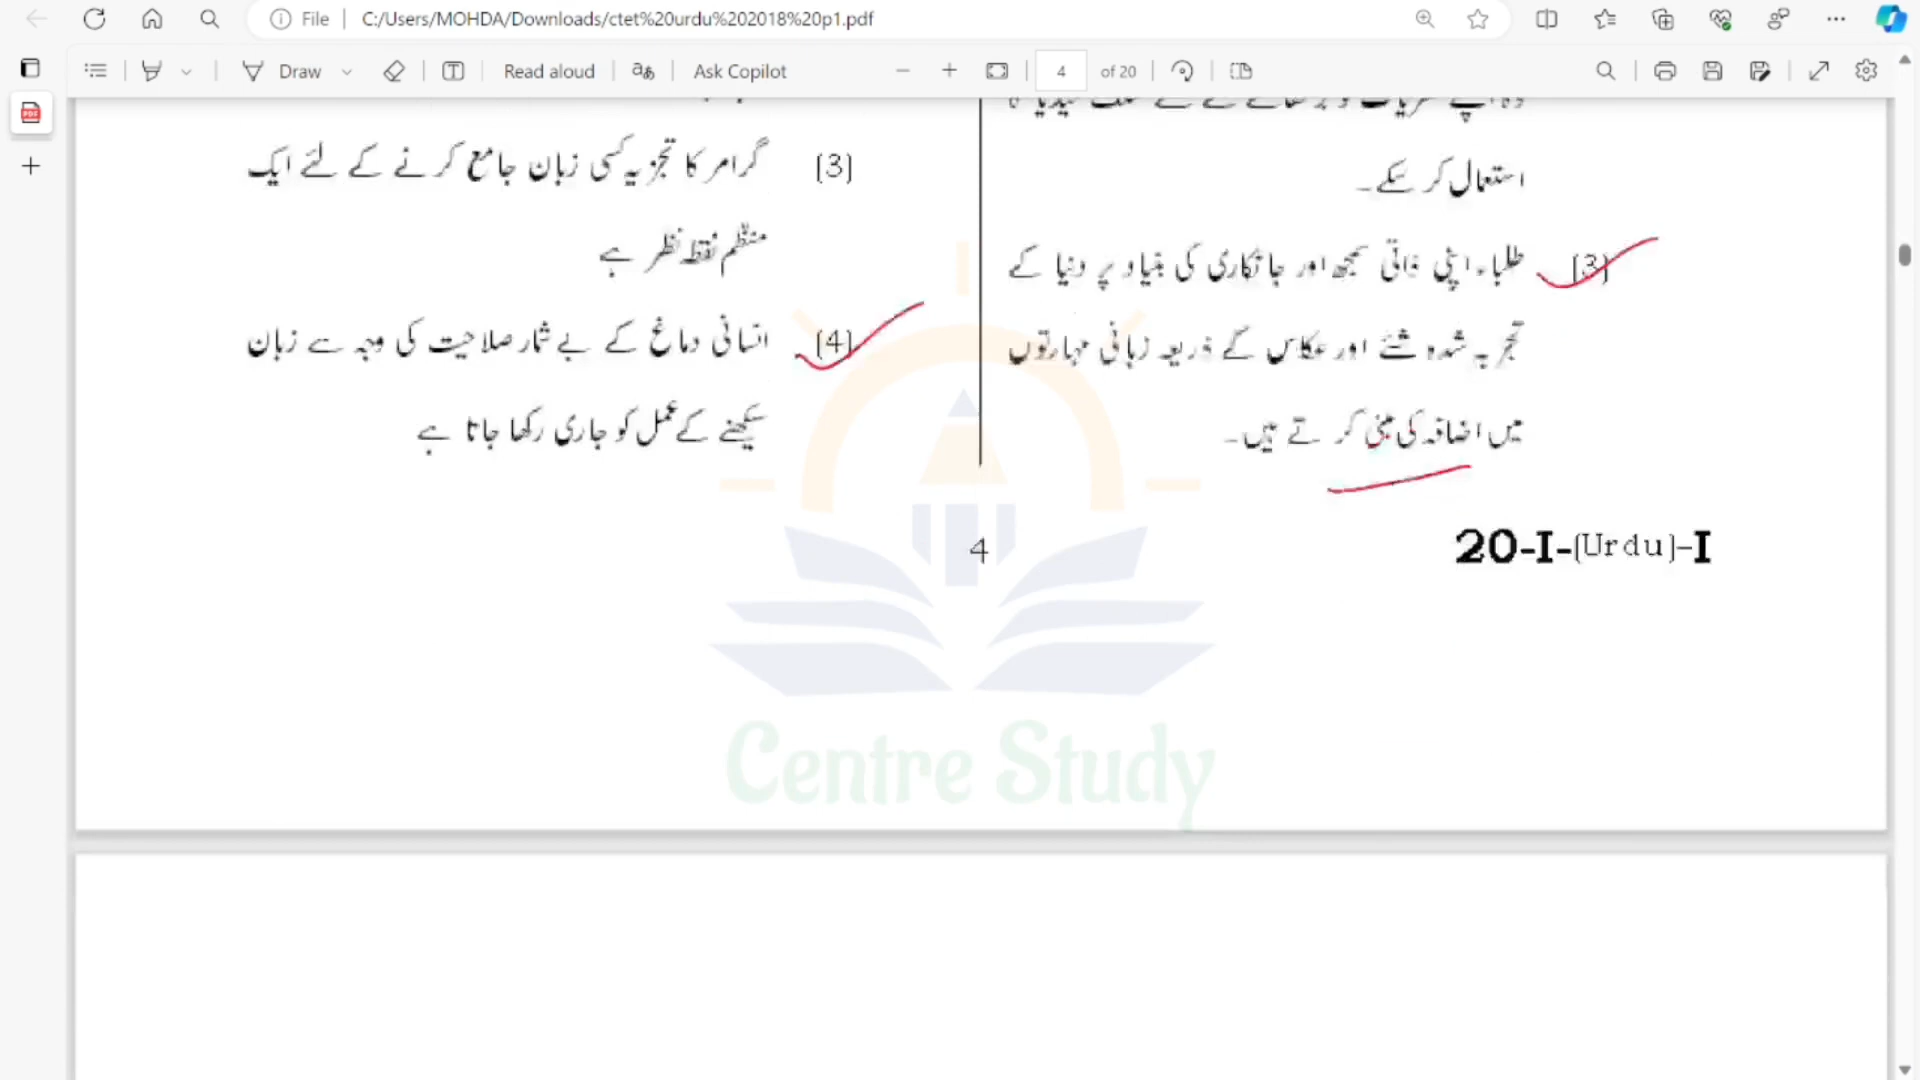 File
C:/Users/MOHDA/Downloads/ctet%20urdu%202018%20p1.pdf
Draw
Read aloud
Ask Copilot
4
of 20
استعمال کر سکے۔
(3) طلباء اپنی ذاتی سمجھ اور جانکاری کی بنیاد پر دنیا کے
تجربہ شدہ شئے اور عکاس کے ذریعہ زبانی مہارتوں
میں اضافہ کی مبنی کر تے ہیں۔
(3) گرامر کا تجزیہ کسی زبان جامع کرنے کے لئے ایک
منظم نقطہ نظر ہے
(4) انسانی دماغ کے بے شمار صلاحیت کی وجہ سے زبان
سیکھنے کے عمل کو جاری رکھا جاتا ہے
4
20-I-(Urdu)-I
Centre Study